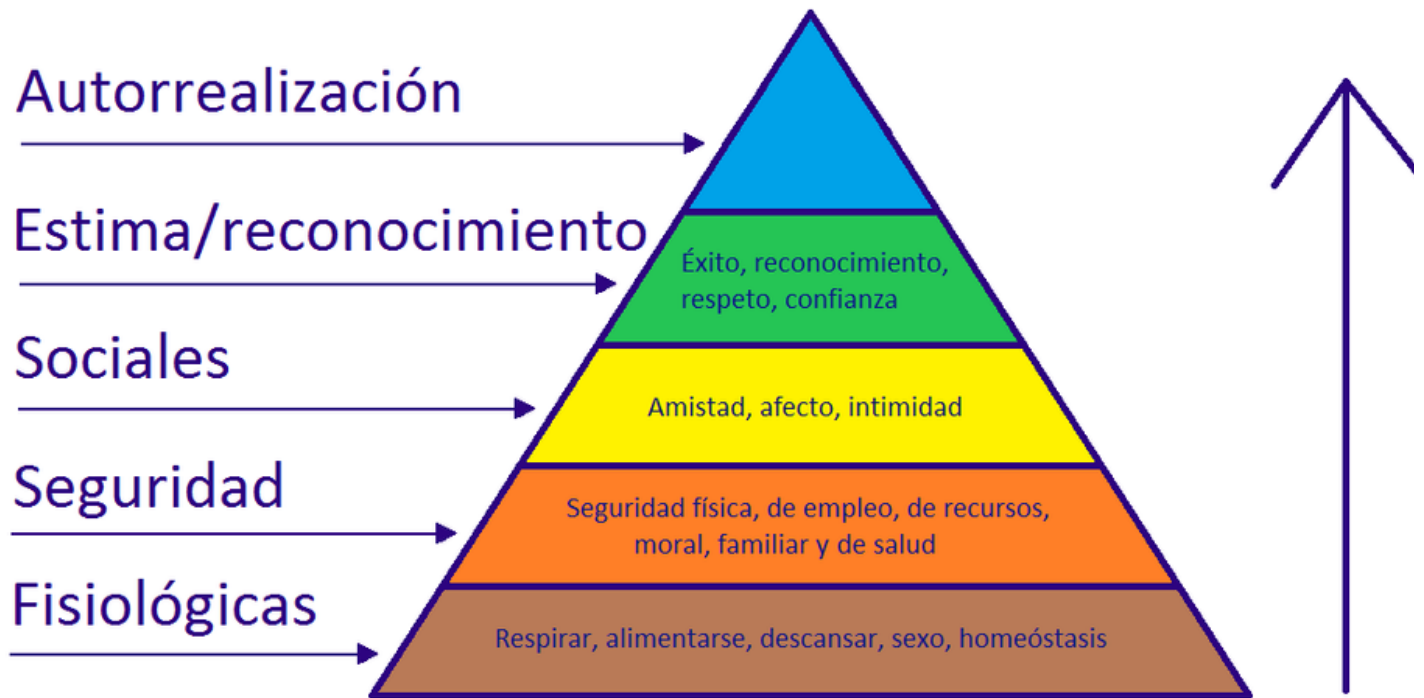 Autorrealización
Estima/reconocimiento
Éxito, reconocimiento,
respeto, confianza
Sociales
Amistad, afecto, intimidad
Seguridad
Seguridad física, de empleo, de recursos,
moral, familiar y de salud
Fisiológicas
Respirar, alimentarse, descansar, sexo, homeóstasis